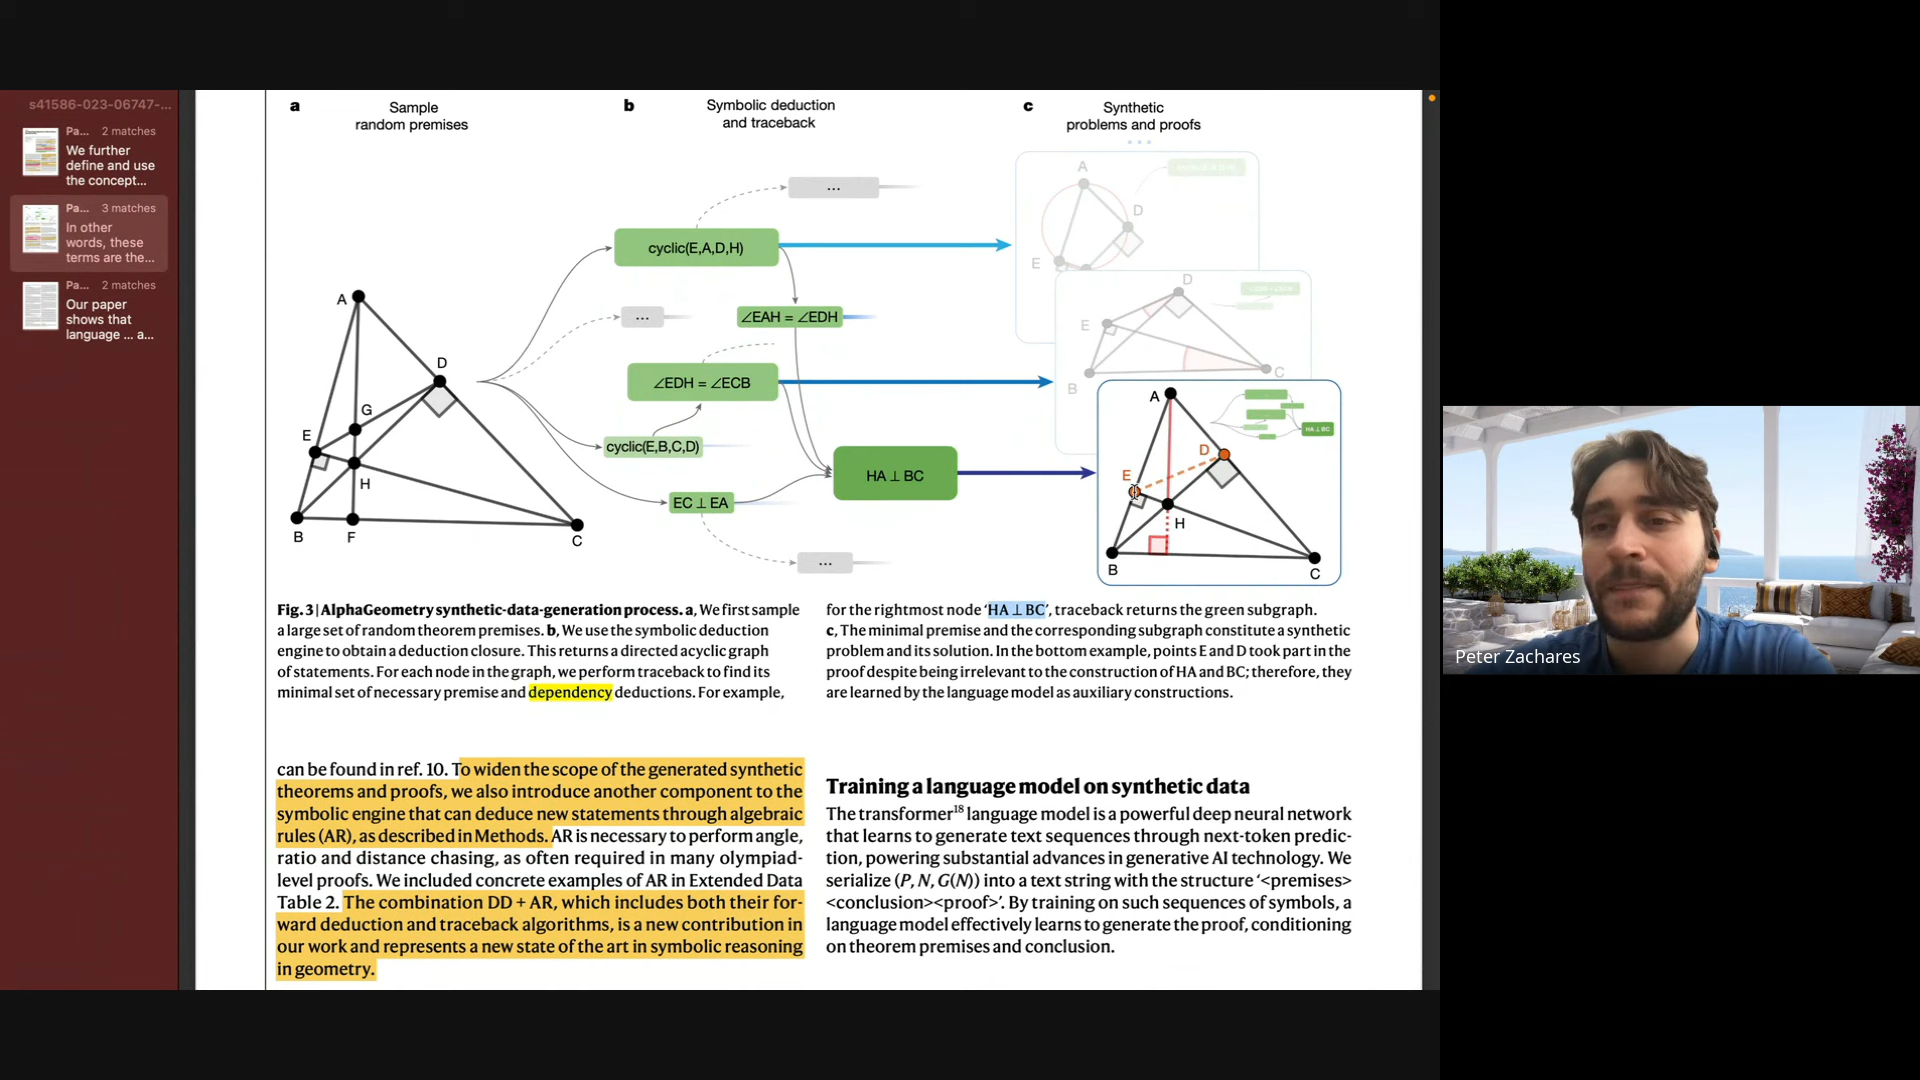 s41586-023-06747-...
Pa... 2 matches
We further
define and use
the concept...
Pa... 3 matches
In other
words, these
terms are the...
Pa... 2 matches
Our paper
shows that
language ... a...
a Sample
random premises
b Symbolic deduction
and traceback
c Synthetic
problems and proofs
...
A
D
G
E
H
B F C
...
cyclic(E,A,D,H)
...
∠EAH = ∠EDH
∠EDH = ∠ECB
cyclic(E,B,C,D)
HA ⊥ BC
EC ⊥ EA
...
A
D
E
D
E
B
C
A
D
E
H
B
C
HA ⊥ BC
Fig. 3 | AlphaGeometry synthetic-data-generation process. a, We first sample
a large set of random theorem premises. b, We use the symbolic deduction
engine to obtain a deduction closure. This returns a directed acyclic graph
of statements. For each node in the graph, we perform traceback to find its
minimal set of necessary premise and dependency deductions. For example,
for the rightmost node ‘HA ⊥ BC’, traceback returns the green subgraph.
c, The minimal premise and the corresponding subgraph constitute a synthetic
problem and its solution. In the bottom example, points E and D took part in the
proof despite being irrelevant to the construction of HA and BC; therefore, they
are learned by the language model as auxiliary constructions.
can be found in ref. 10. To widen the scope of the generated synthetic
theorems and proofs, we also introduce another component to the
symbolic engine that can deduce new statements through algebraic
rules (AR), as described in Methods. AR is necessary to perform angle,
ratio and distance chasing, as often required in many olympiad-
level proofs. We included concrete examples of AR in Extended Data
Table 2. The combination DD + AR, which includes both their for-
ward deduction and traceback algorithms, is a new contribution in
our work and represents a new state of the art in symbolic reasoning
in geometry.
Training a language model on synthetic data
The transformer18 language model is a powerful deep neural network
that learns to generate text sequences through next-token predic-
tion, powering substantial advances in generative AI technology. We
serialize (P, N, G(N)) into a text string with the structure ‘<premises>
<conclusion><proof>’. By training on such sequences of symbols, a
language model effectively learns to generate the proof, conditioning
on theorem premises and conclusion.
Peter Zachares